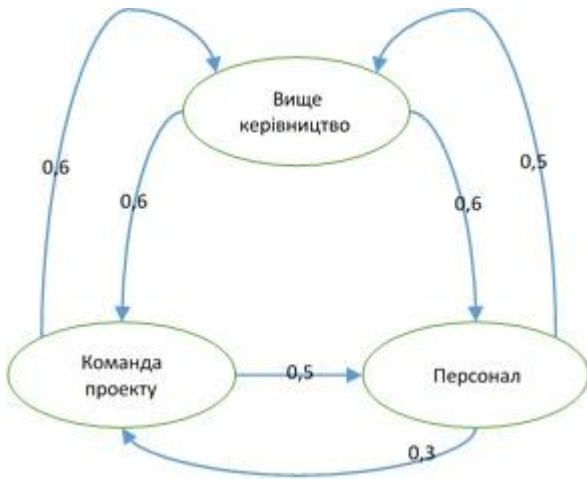 Вище
керівництво
0,6
0,5
0,6
0,6
Команда
проекту
0,5
Персонал
0,3